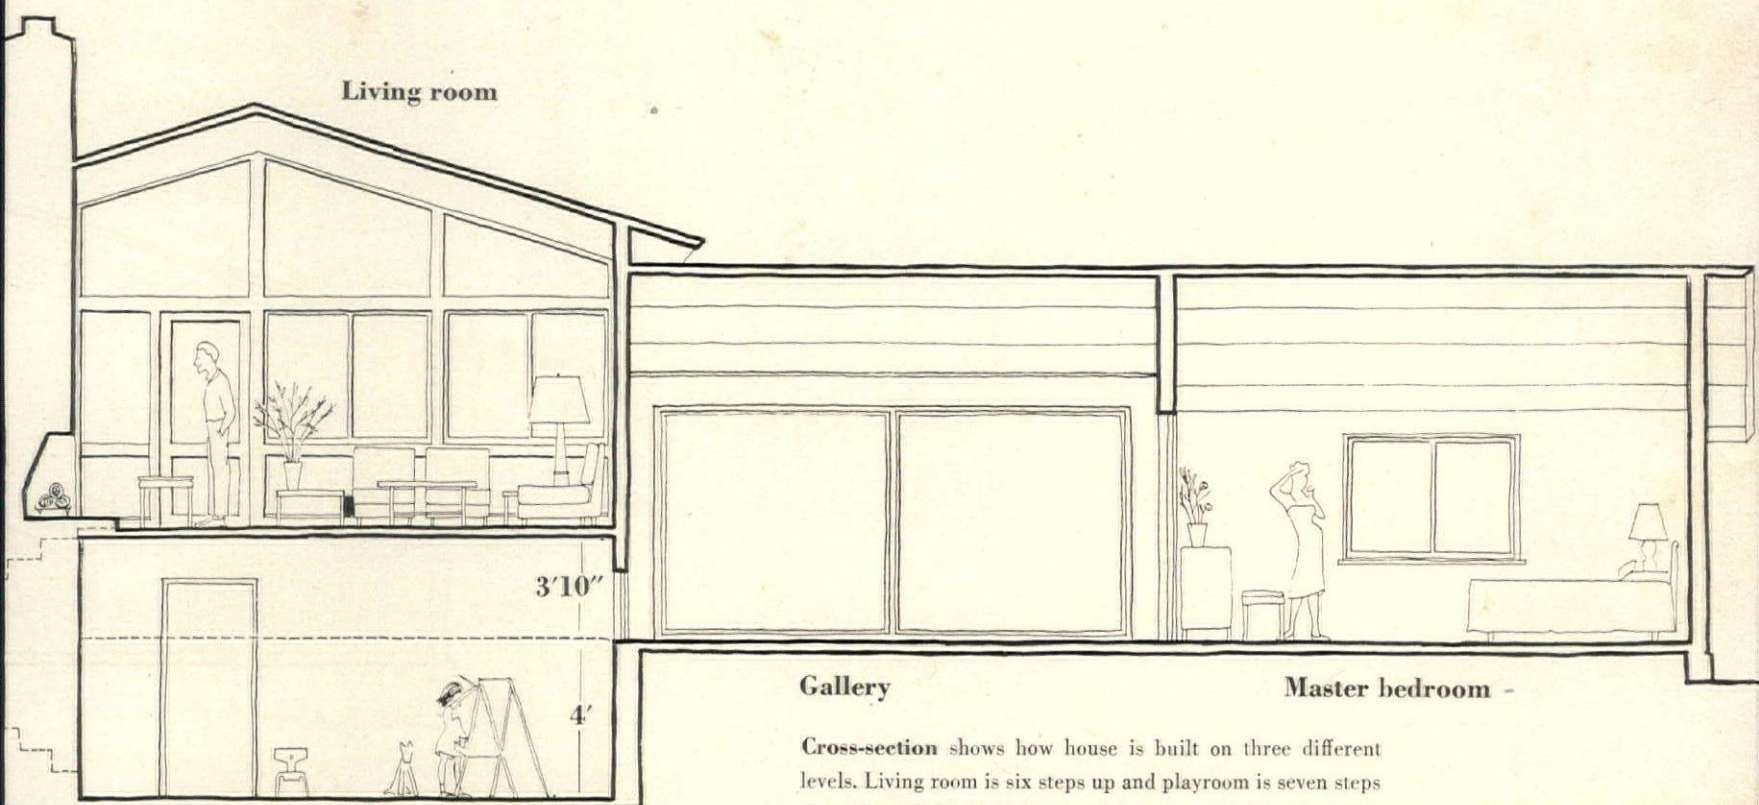 Living room
3′10″
4′
Gallery
Master bedroom
Cross-section shows how house is built on three different
levels. Living room is six steps up and playroom is seven steps